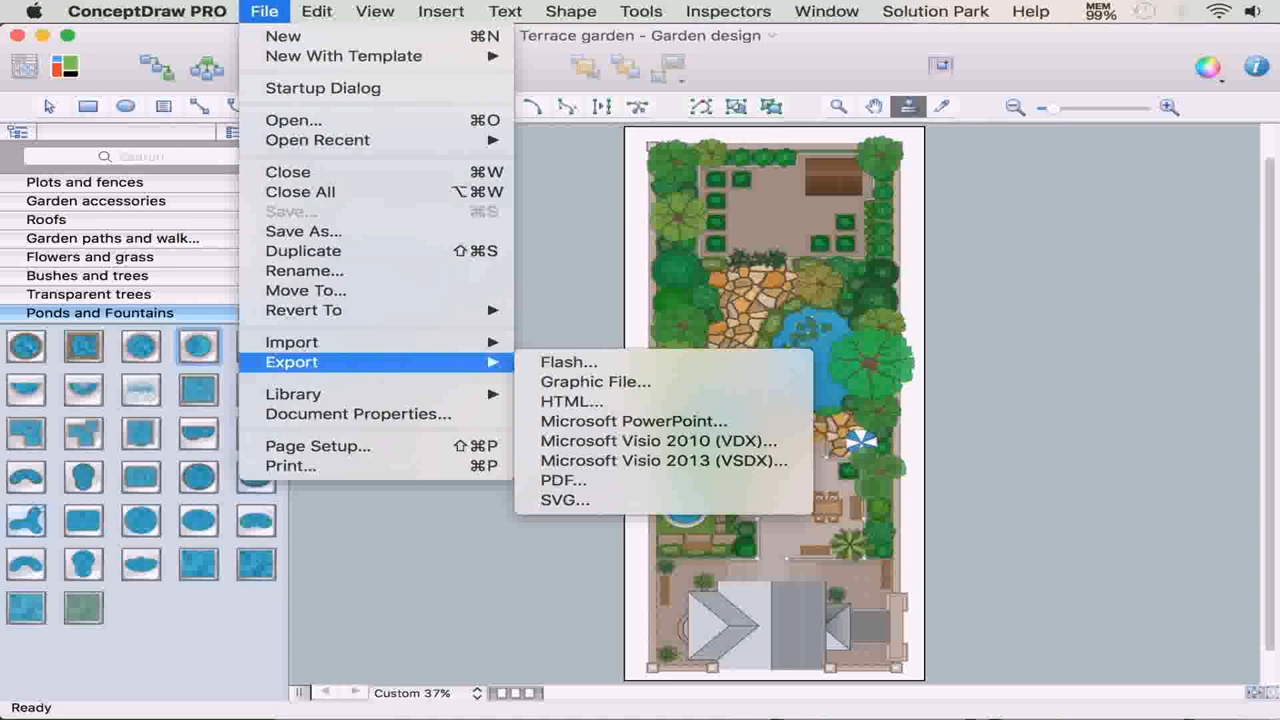 ConceptDraw PRO File Edit View Insert Text Shape Tools Inspectors Window Solution Park Help MEM 99%
Terrace garden - Garden design
New ⌘N
New With Template ▶
Startup Dialog
Open... ⌘O
Open Recent ▶
Close ⌘W
Close All ⌥⌘W
Save... ⌘S
Save As...
Duplicate ⇧⌘S
Rename...
Move To...
Revert To ▶
Import ▶
Export ▶
Library ▶
Document Properties...
Page Setup... ⇧⌘P
Print... ⌘P
Flash...
Graphic File...
HTML...
Microsoft PowerPoint...
Microsoft Visio 2010 (VDX)...
Microsoft Visio 2013 (VSDX)...
PDF...
SVG...
Search
Plots and fences
Garden accessories
Roofs
Garden paths and walk...
Flowers and grass
Bushes and trees
Transparent trees
Ponds and Fountains
Custom 37%
Ready